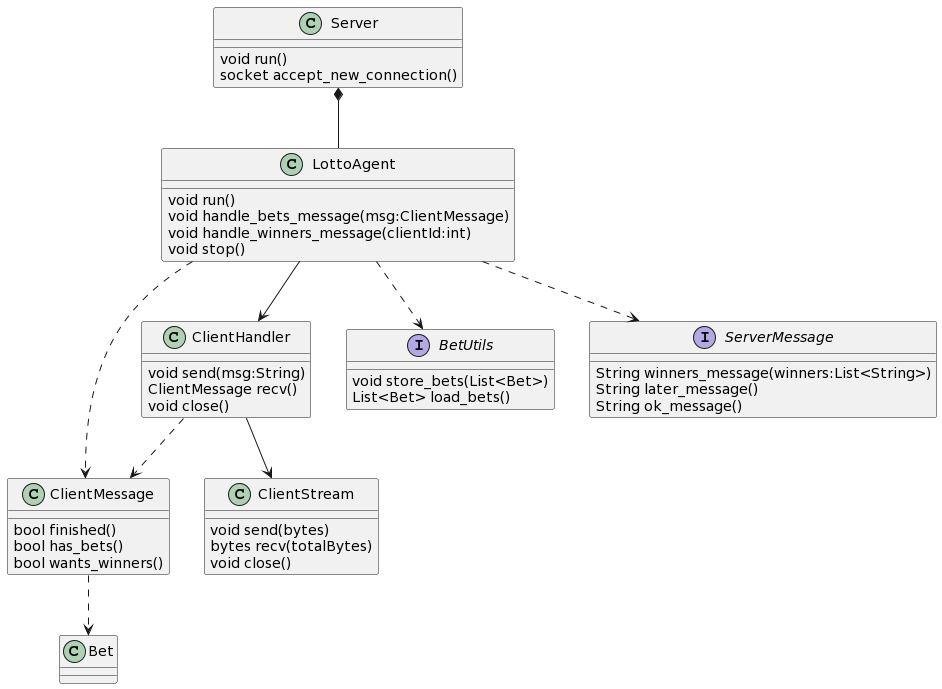 C Server
void run()
socket accept_new_connection()
C LottoAgent
void run()
void handle_bets_message(msg:ClientMessage)
void handle_winners_message(clientId:int)
void stop()
C ClientHandler
void send(msg:String)
ClientMessage recv()
void close()
I BetUtils
void store_bets(List<Bet>)
List<Bet> load_bets()
I ServerMessage
String winners_message(winners:List<String>)
String later_message()
String ok_message()
C ClientMessage
bool finished()
bool has_bets()
bool wants_winners()
C ClientStream
void send(bytes)
bytes recv(totalBytes)
void close()
C Bet